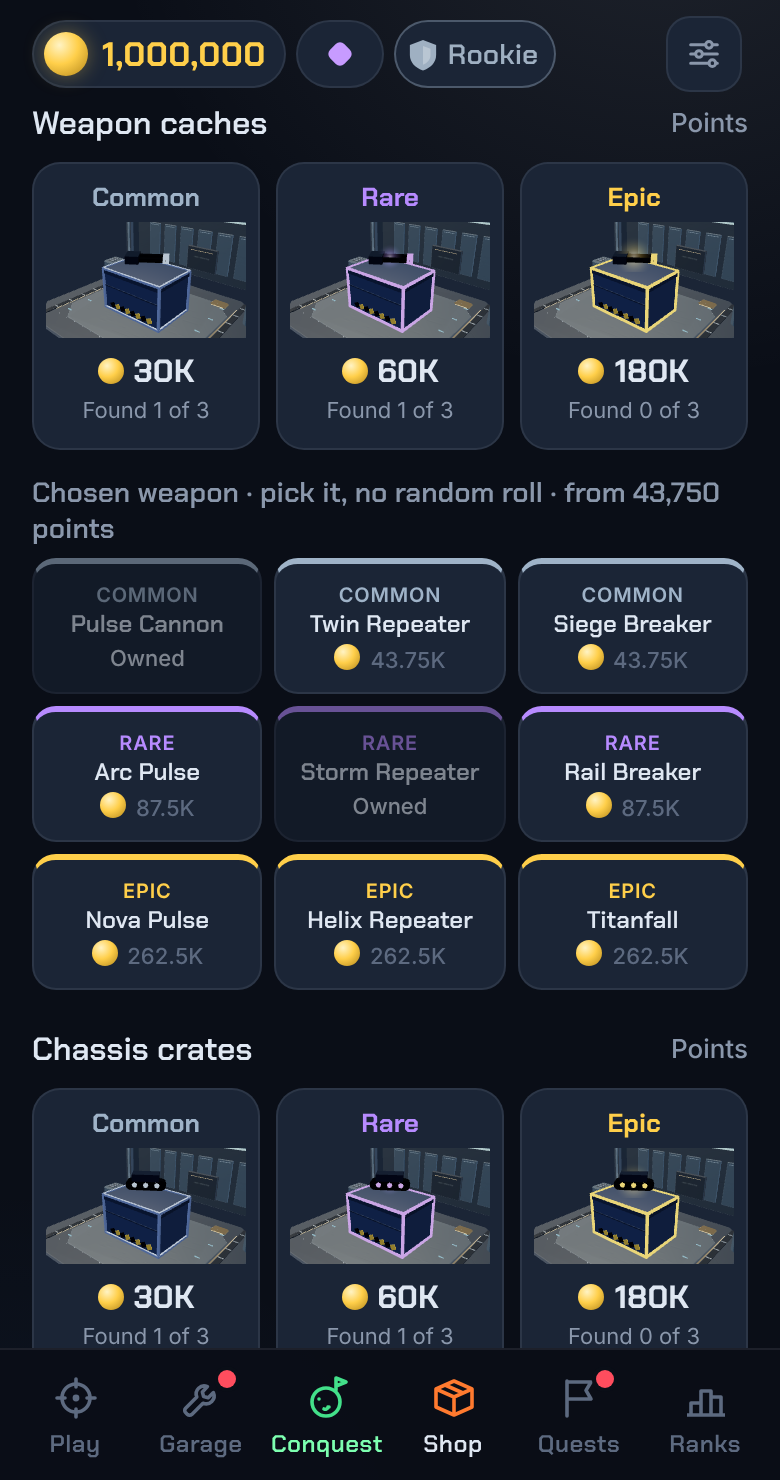 1,000,000
Rookie
Weapon caches
Points
Common
Rare
Epic
30K
60K
180K
Found 1 of 3
Found 1 of 3
Found 0 of 3
Chosen weapon · pick it, no random roll · from 43,750
points
COMMON
Pulse Cannon
Owned
COMMON
Twin Repeater
43.75K
COMMON
Siege Breaker
43.75K
RARE
Arc Pulse
87.5K
RARE
Storm Repeater
Owned
RARE
Rail Breaker
87.5K
EPIC
Nova Pulse
262.5K
EPIC
Helix Repeater
262.5K
EPIC
Titanfall
262.5K
Chassis crates
Points
Common
Rare
Epic
30K
60K
180K
Found 1 of 3
Found 1 of 3
Found 0 of 3
Play
Garage
Conquest
Shop
Quests
Ranks